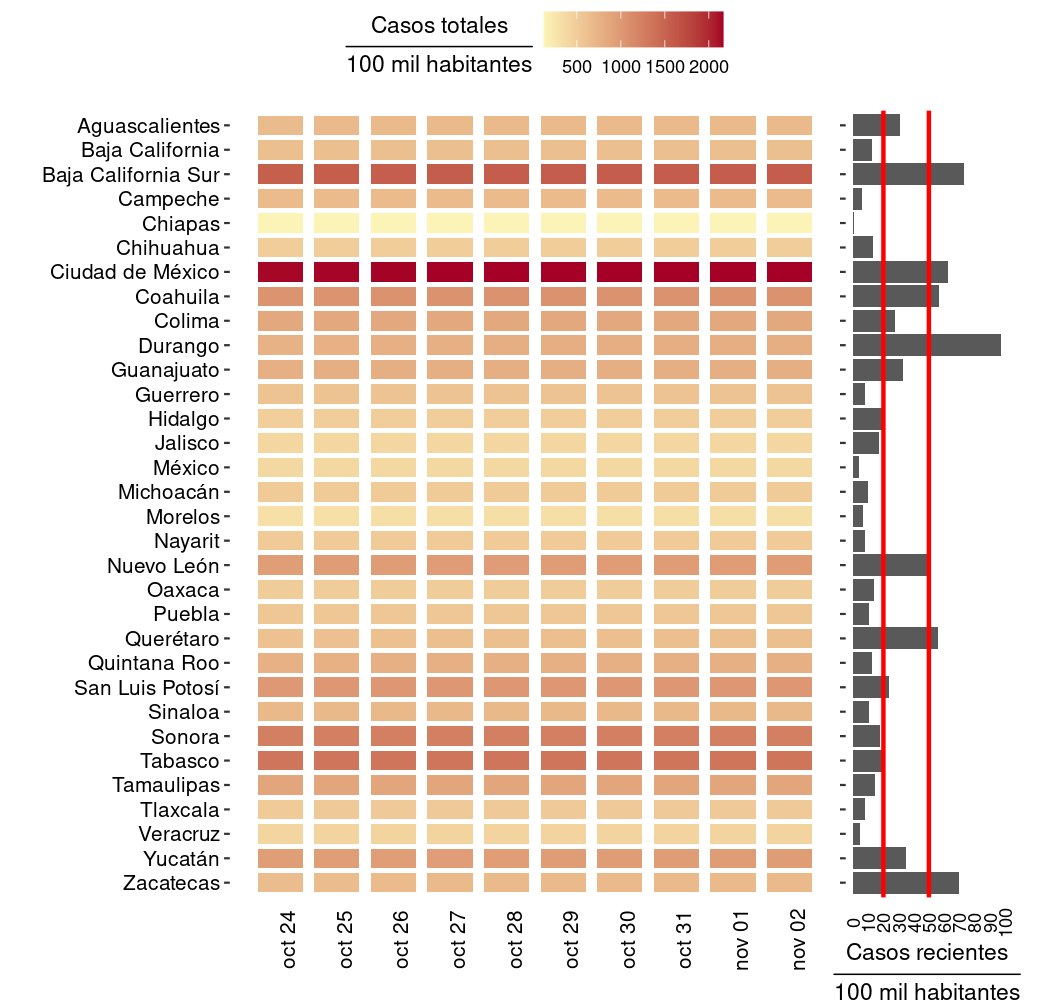 Casos totales
100 mil habitantes
500 1000 1500 2000
Aguascalientes
Baja California
Baja California Sur
Campeche
Chiapas
Chihuahua
Ciudad de México
Coahuila
Colima
Durango
Guanajuato
Guerrero
Hidalgo
Jalisco
México
Michoacán
Morelos
Nayarit
Nuevo León
Oaxaca
Puebla
Querétaro
Quintana Roo
San Luis Potosí
Sinaloa
Sonora
Tabasco
Tamaulipas
Tlaxcala
Veracruz
Yucatán
Zacatecas
oct 24
oct 25
oct 26
oct 27
oct 28
oct 29
oct 30
oct 31
nov 01
nov 02
0
10
20
30
40
50
60
70
80
90
100
Casos recientes
100 mil habitantes